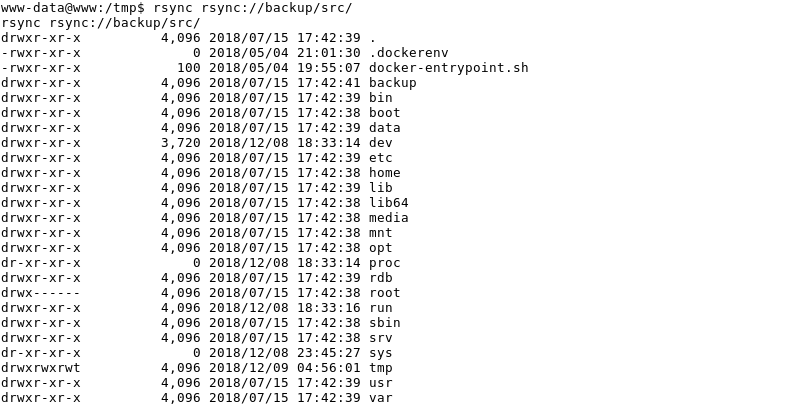 www-data@www:/tmp$ rsync rsync://backup/src/
rsync rsync://backup/src/
drwxr-xr-x          4,096 2018/07/15 17:42:39 .
-rwxr-xr-x              0 2018/05/04 21:01:30 .dockerenv
-rwxr-xr-x            100 2018/05/04 19:55:07 docker-entrypoint.sh
drwxr-xr-x          4,096 2018/07/15 17:42:41 backup
drwxr-xr-x          4,096 2018/07/15 17:42:39 bin
drwxr-xr-x          4,096 2018/07/15 17:42:38 boot
drwxr-xr-x          4,096 2018/07/15 17:42:39 data
drwxr-xr-x          3,720 2018/12/08 18:33:14 dev
drwxr-xr-x          4,096 2018/07/15 17:42:39 etc
drwxr-xr-x          4,096 2018/07/15 17:42:38 home
drwxr-xr-x          4,096 2018/07/15 17:42:39 lib
drwxr-xr-x          4,096 2018/07/15 17:42:38 lib64
drwxr-xr-x          4,096 2018/07/15 17:42:38 media
drwxr-xr-x          4,096 2018/07/15 17:42:38 mnt
drwxr-xr-x          4,096 2018/07/15 17:42:38 opt
dr-xr-xr-x              0 2018/12/08 18:33:14 proc
drwxr-xr-x          4,096 2018/07/15 17:42:39 rdb
drwx------          4,096 2018/07/15 17:42:38 root
drwxr-xr-x          4,096 2018/12/08 18:33:16 run
drwxr-xr-x          4,096 2018/07/15 17:42:38 sbin
drwxr-xr-x          4,096 2018/07/15 17:42:38 srv
dr-xr-xr-x              0 2018/12/08 23:45:27 sys
drwxrwxrwt          4,096 2018/12/09 04:56:01 tmp
drwxr-xr-x          4,096 2018/07/15 17:42:39 usr
drwxr-xr-x          4,096 2018/07/15 17:42:39 var